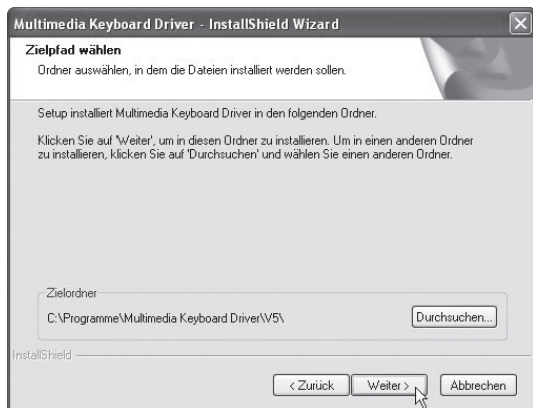 Multimedia Keyboard Driver - InstallShield Wizard
Zielpfad wählen
Ordner auswählen, in dem die Dateien installiert werden sollen.
Setup installiert Multimedia Keyboard Driver in den folgenden Ordner.
Klicken Sie auf 'Weiter', um in diesen Ordner zu installieren. Um in einen anderen Ordner
zu installieren, klicken Sie auf 'Durchsuchen' und wählen Sie einen anderen Ordner.
Zielordner
C:\Programme\Multimedia Keyboard Driver\V5\
Durchsuchen...
InstallShield
< Zurück
Weiter >
Abbrechen